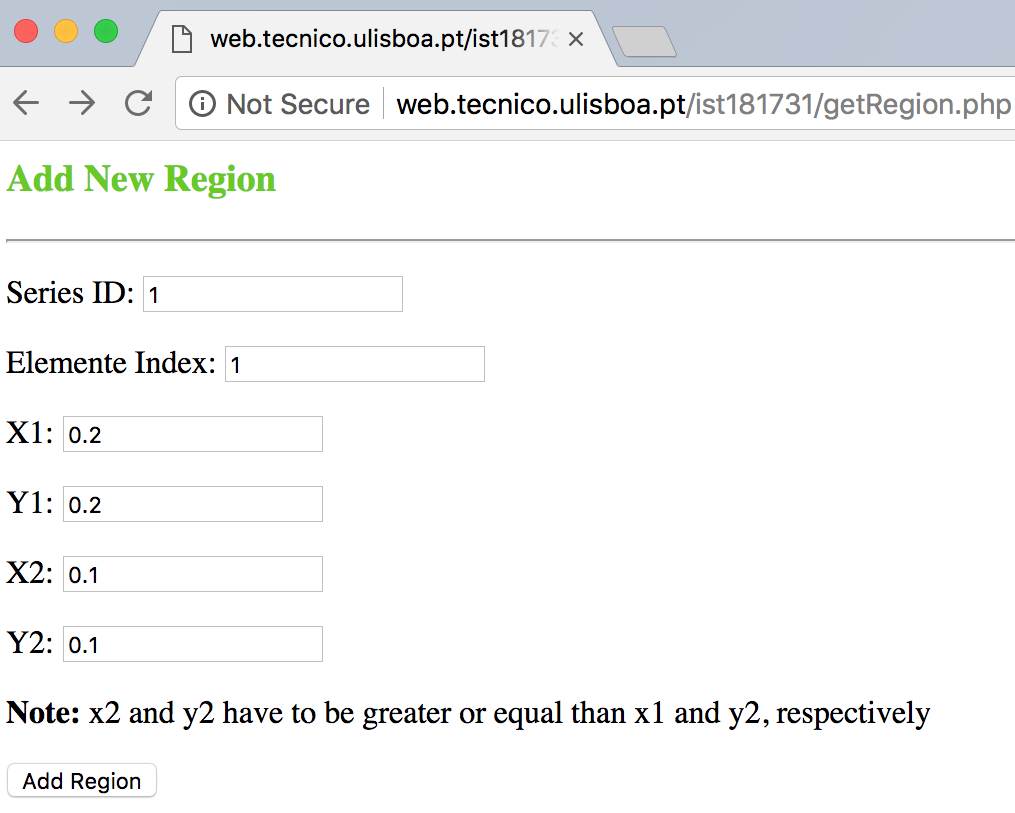 web.tecnico.ulisboa.pt/ist18173
Not Secure web.tecnico.ulisboa.pt/ist181731/getRegion.php
Add New Region
Series ID: 1
Elemente Index: 1
X1: 0.2
Y1: 0.2
X2: 0.1
Y2: 0.1
Note: x2 and y2 have to be greater or equal than x1 and y2, respectively
Add Region